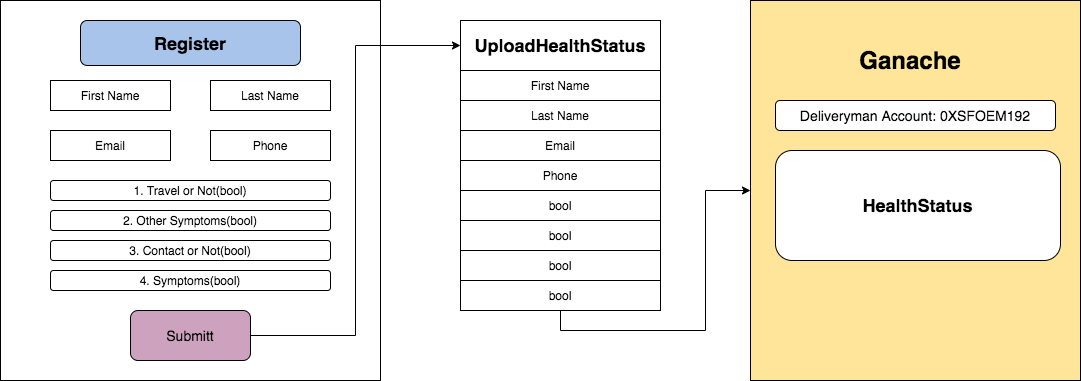 Register
First Name
Last Name
Email
Phone
1. Travel or Not(bool)
2. Other Symptoms(bool)
3. Contact or Not(bool)
4. Symptoms(bool)
Submitt
UploadHealthStatus
First Name
Last Name
Email
Phone
bool
bool
bool
bool
Ganache
Deliveryman Account: 0XSFOEM192
HealthStatus